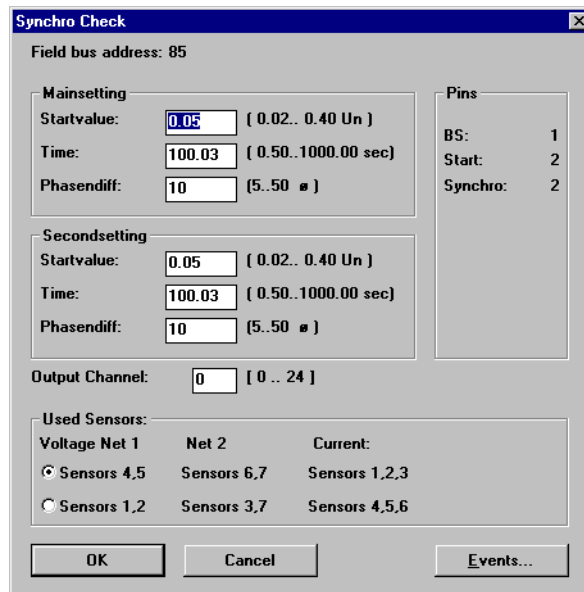 Synchro Check
Field bus address: 85
Mainsetting
Startvalue: 0.05 ( 0.02.. 0.40 Un )
Time: 100.03 ( 0.50..1000.00 sec)
Phasendiff: 10 (5..50 ø )
Pins
BS: 1
Start: 2
Synchro: 2
Secondsetting
Startvalue: 0.05 ( 0.02.. 0.40 Un )
Time: 100.03 ( 0.50..1000.00 sec)
Phasendiff: 10 (5..50 ø )
Output Channel: 0 [ 0 .. 24 ]
Used Sensors:
Voltage Net 1 Net 2 Current:
Sensors 4,5 Sensors 6,7 Sensors 1,2,3
Sensors 1,2 Sensors 3,7 Sensors 4,5,6
OK Cancel Events...